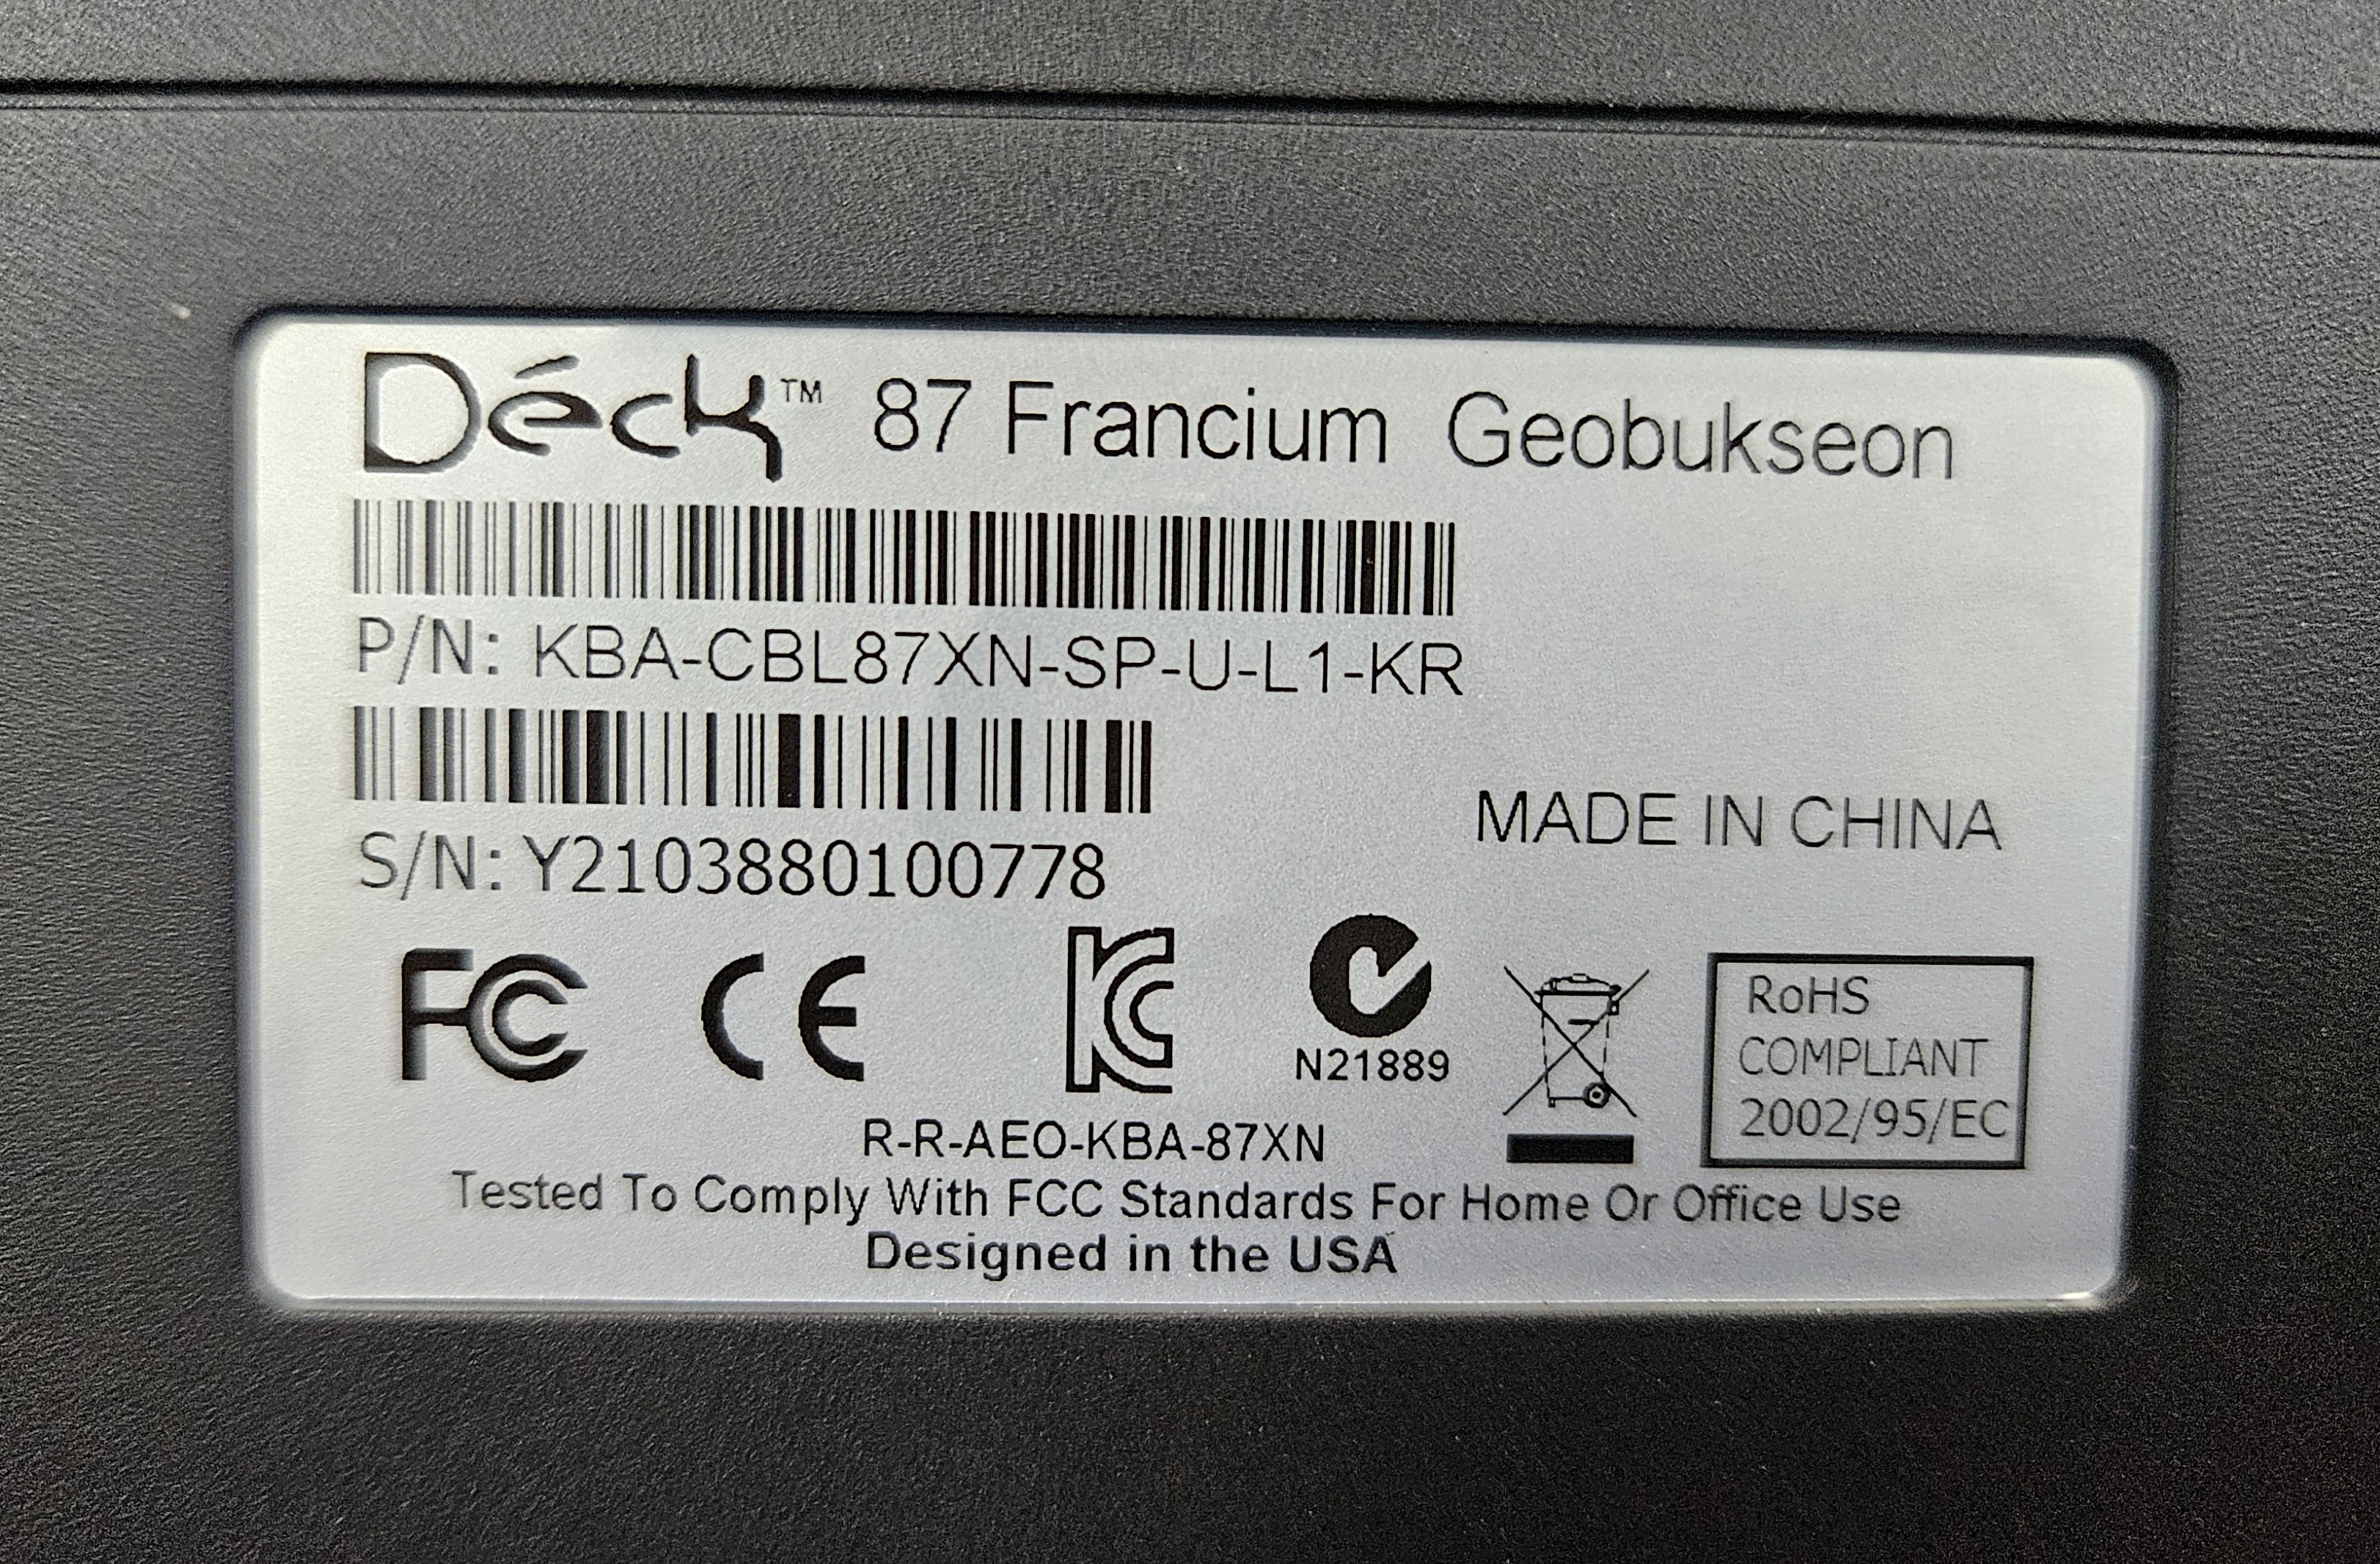 Déck™ 87 Francium Geobukseon
P/N: KBA-CBL87XN-SP-U-L1-KR
S/N: Y2103880100778
MADE IN CHINA
FC CE KC
N21889
RoHS
COMPLIANT
2002/95/EC
R-R-AEO-KBA-87XN
Tested To Comply With FCC Standards For Home Or Office Use
Designed in the USA